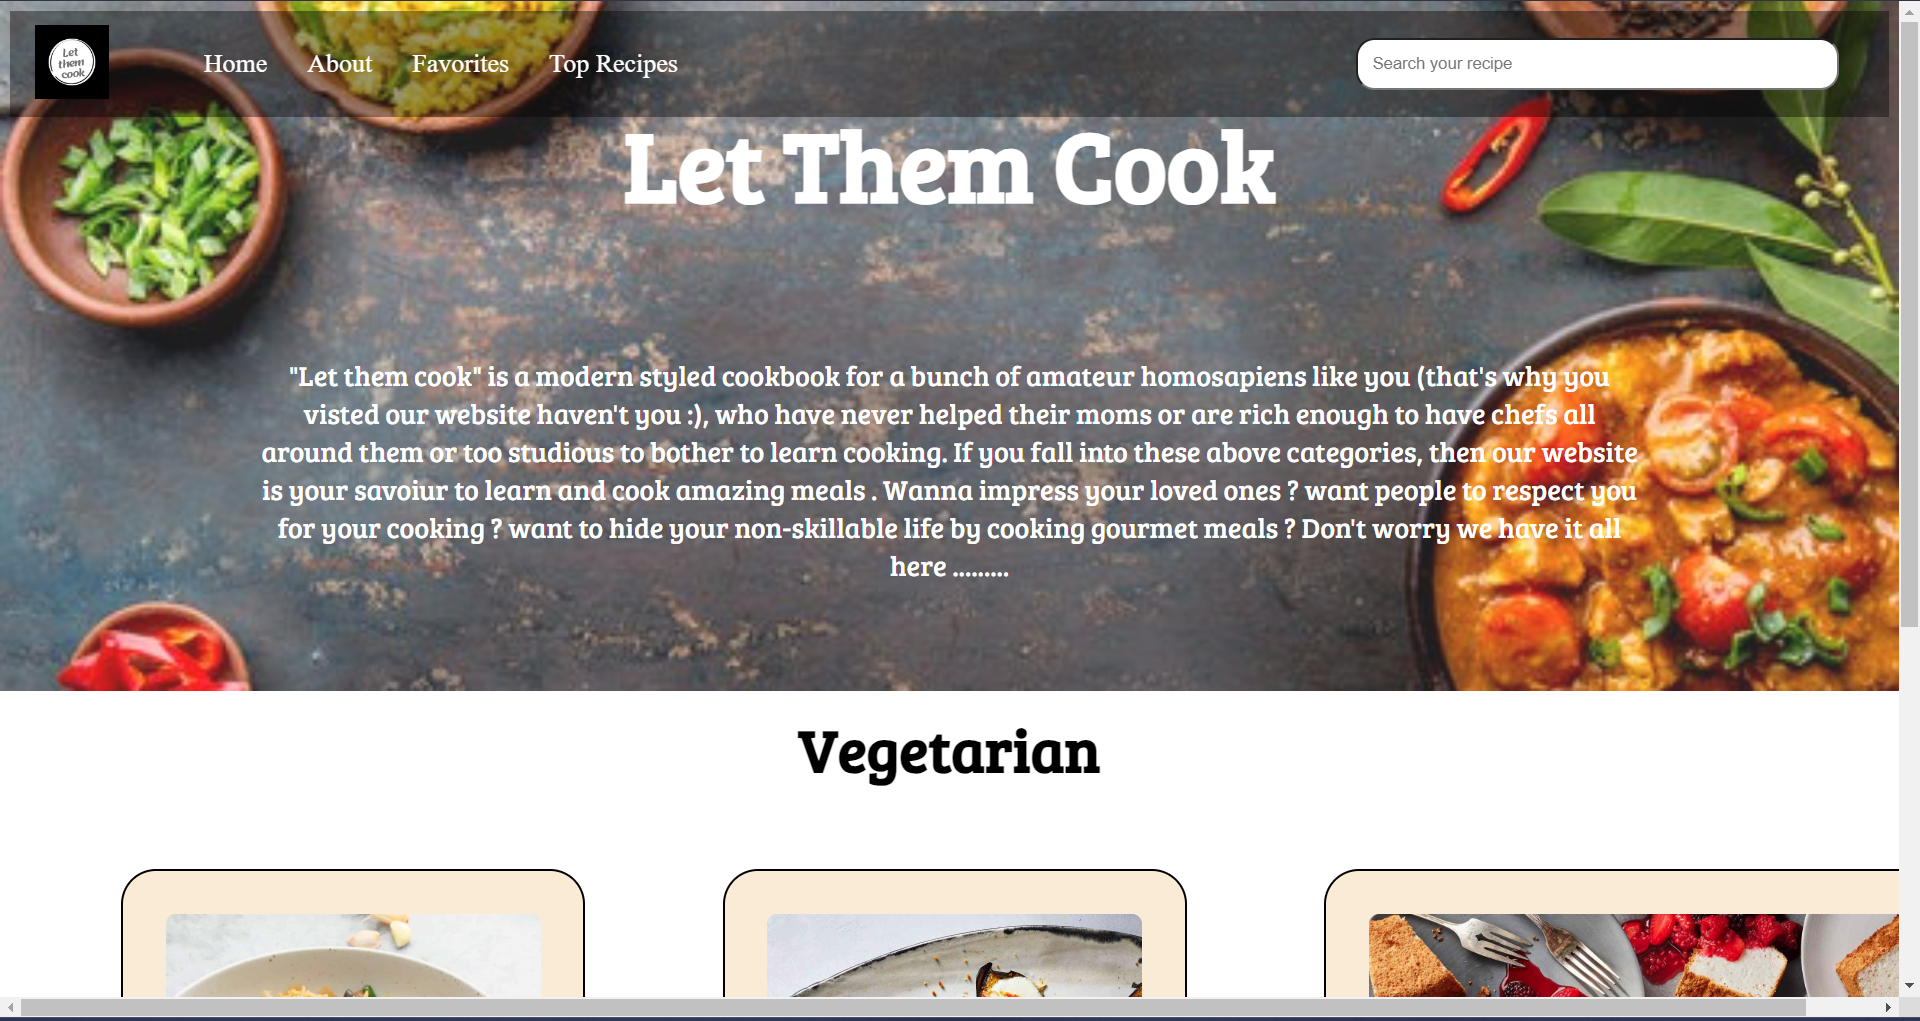 Let
them
cook
Home About Favorites Top Recipes
Search your recipe
Let Them Cook
"Let them cook" is a modern styled cookbook for a bunch of amateur homosapiens like you (that's why you
visted our website haven't you :), who have never helped their moms or are rich enough to have chefs all
around them or too studious to bother to learn cooking. If you fall into these above categories, then our website
is your savoiur to learn and cook amazing meals . Wanna impress your loved ones ? want people to respect you
for your cooking ? want to hide your non-skillable life by cooking gourmet meals ? Don't worry we have it all
here .........
Vegetarian